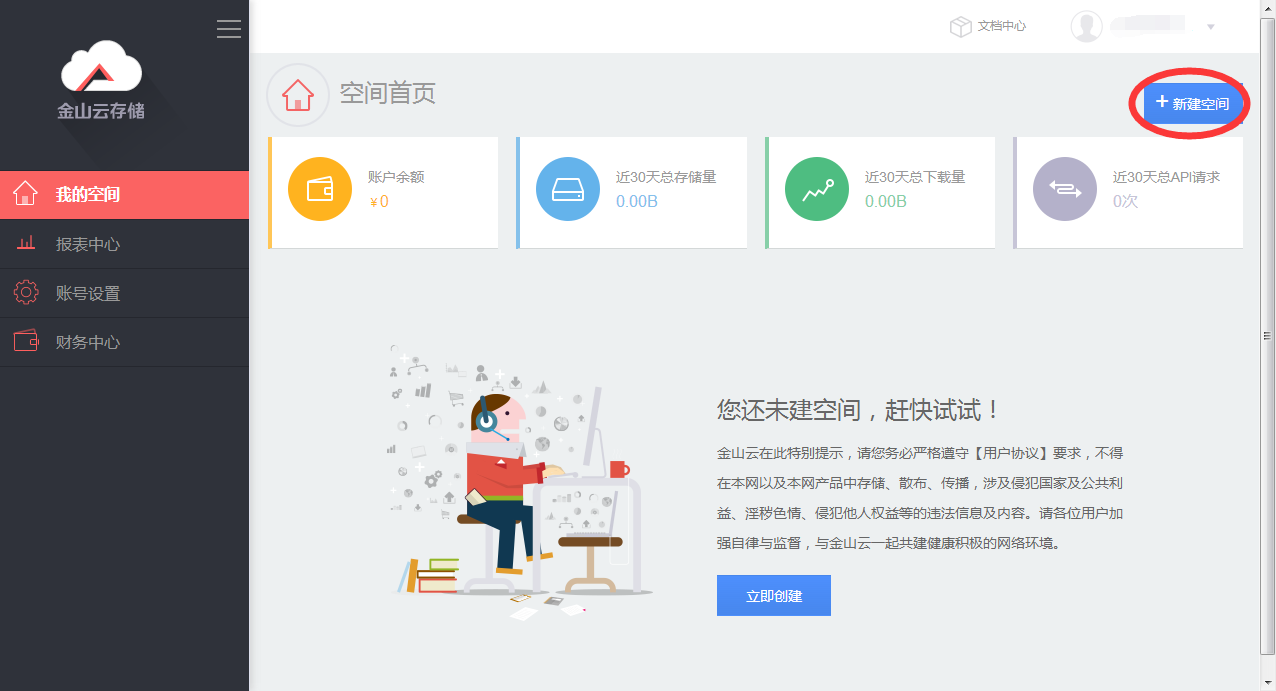 文档中心
金山云存储
空间首页
+ 新建空间
账户余额
¥0
近30天总存储量
0.00B
近30天总下载量
0.00B
近30天总API请求
0次
我的空间
报表中心
账号设置
财务中心
您还未建空间，赶快试试！
金山云在此特别提示，请您务必严格遵守【用户协议】要求，不得
在本网以及本网产品中存储、散布、传播，涉及侵犯国家及公共利
益、淫秽色情、侵犯他人权益等的违法信息及内容。请各位用户加
强自律与监督，与金山云一起共建健康积极的网络环境。
立即创建